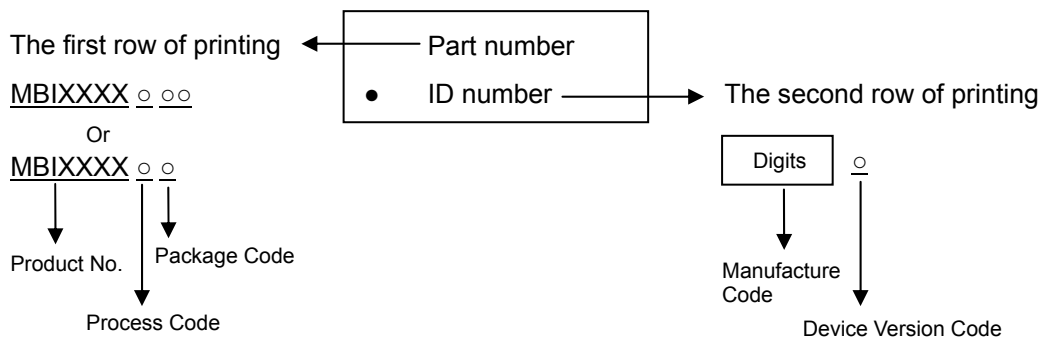 The first row of printing
Part number
MBIXXXX ○ ○○
● ID number
The second row of printing
Or
MBIXXXX ○ ○
Digits ○
Product No.
Package Code
Manufacture
Code
Process Code
Device Version Code